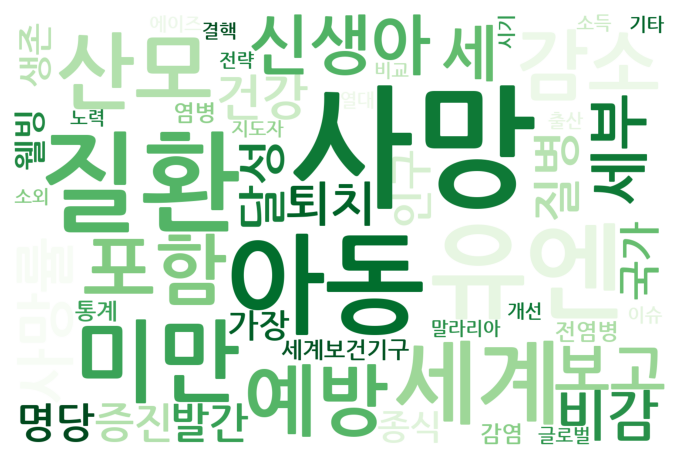 에이즈
결핵
신생아
세
시기
소득
기타
생존
산모
전략
건강
비교
감소
염병
사망
열대
출산
노력
웰빙
지도자
질환
달성
퇴치
인구
질병
세부
소외
포함
아동
유엔
국가
사망률
통계
가장
말라리아
개선
이슈
미만
세계보건기구
전염병
예방
세계
보고
비감
명당
증진
발간
종식
감염
글로벌